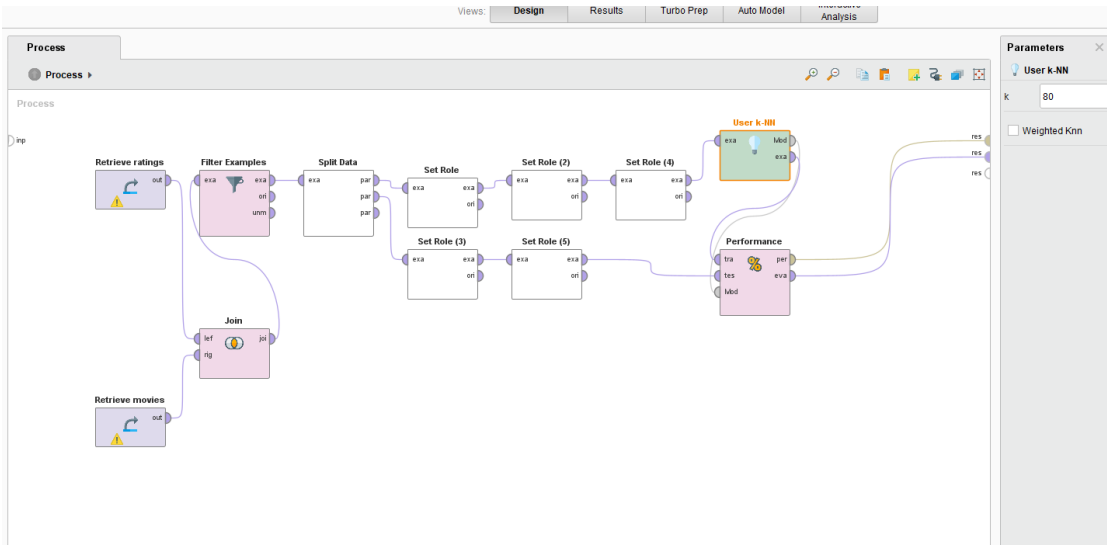 Views:
Design
Results
Turbo Prep
Auto Model
Analysis
Process
Parameters
Process
User k-NN
k
80
Weighted Knn
Process
inp
res
res
res
Retrieve ratings
out
Filter Examples
exa
exa
ori
unm
Split Data
exa
par
par
par
Set Role
exa
exa
ori
Set Role (2)
exa
exa
ori
Set Role (4)
exa
exa
ori
User k-NN
exa
Mod
exa
Set Role (3)
exa
exa
ori
Set Role (5)
exa
exa
ori
Performance
tra
per
tes
eva
Mod
Join
lef
joi
rig
Retrieve movies
out